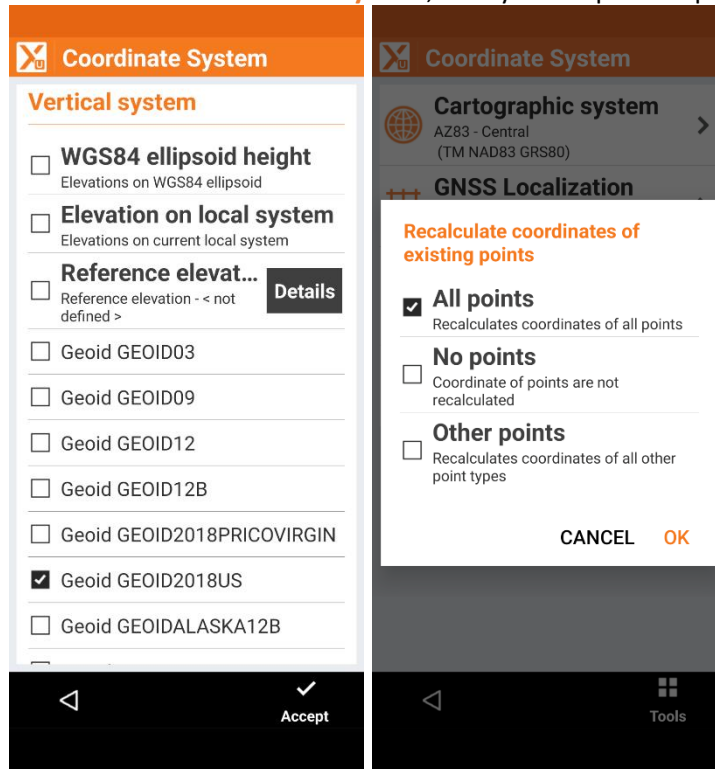 Coordinate System
Vertical system
WGS84 ellipsoid height
Elevations on WGS84 ellipsoid
Elevation on local system
Elevations on current local system
Reference elevat...
Reference elevation - < not
defined >
Details
Geoid GEOID03
Geoid GEOID09
Geoid GEOID12
Geoid GEOID12B
Geoid GEOID2018PRICOVIRGIN
Geoid GEOID2018US
Geoid GEOIDALASKA12B
Accept
Coordinate System
Cartographic system
AZ83 - Central
(TM NAD83 GRS80)
GNSS Localization
Recalculate coordinates of
existing points
All points
Recalculates coordinates of all points
No points
Coordinate of points are not
recalculated
Other points
Recalculates coordinates of all other
point types
CANCEL OK
Tools